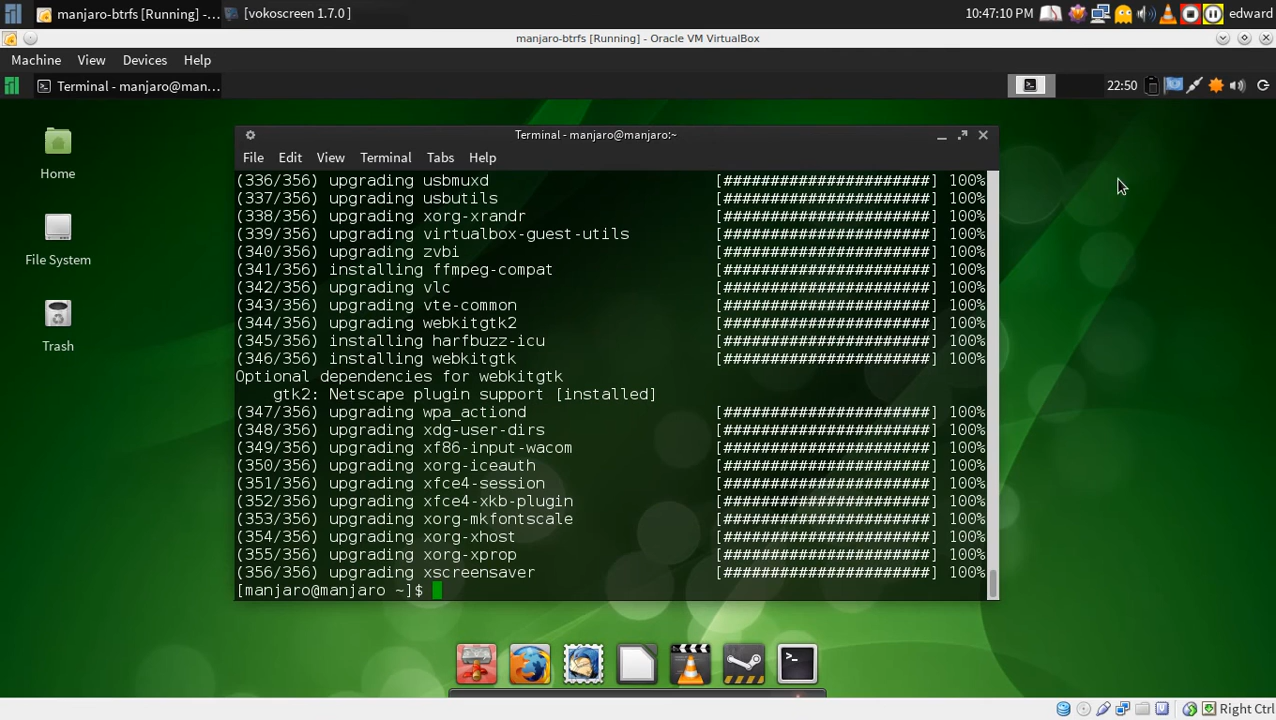 manjaro-btrfs [Running] -...
[vokoscreen 1.7.0 ]
10:47:10 AM
edward
manjaro-btrfs [Running] - Oracle VM VirtualBox
Machine View Devices Help
Terminal - manjaro@man...
22:50
Home
File System
Trash
Terminal - manjaro@manjaro:~
File Edit View Terminal Tabs Help
(336/356) upgrading usbmuxd [######################] 100%
(337/356) upgrading usbutils [######################] 100%
(338/356) upgrading xorg-xrandr [######################] 100%
(339/356) upgrading virtualbox-guest-utils [######################] 100%
(340/356) upgrading zvbi [######################] 100%
(341/356) installing ffmpeg-compat [######################] 100%
(342/356) upgrading vlc [######################] 100%
(343/356) upgrading vte-common [######################] 100%
(344/356) upgrading webkitgtk2 [######################] 100%
(345/356) installing harfbuzz-icu [######################] 100%
(346/356) installing webkitgtk [######################] 100%
Optional dependencies for webkitgtk
gtk2: Netscape plugin support [installed]
(347/356) upgrading wpa_actiond [######################] 100%
(348/356) upgrading xdg-user-dirs [######################] 100%
(349/356) upgrading xf86-input-wacom [######################] 100%
(350/356) upgrading xorg-iceauth [######################] 100%
(351/356) upgrading xfce4-session [######################] 100%
(352/356) upgrading xfce4-xkb-plugin [######################] 100%
(353/356) upgrading xorg-mkfontscale [######################] 100%
(354/356) upgrading xorg-xhost [######################] 100%
(355/356) upgrading xorg-xprop [######################] 100%
(356/356) upgrading xscreensaver [######################] 100%
[manjaro@manjaro ~]$
Right Ctrl